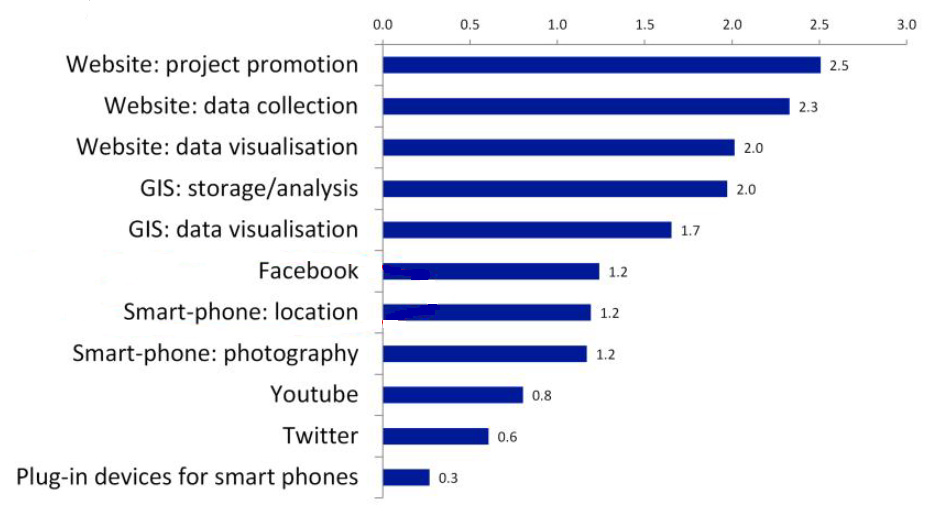 0.0 0.5 1.0 1.5 2.0 2.5 3.0
Website: project promotion 2.5
Website: data collection 2.3
Website: data visualisation 2.0
GIS: storage/analysis 2.0
GIS: data visualisation 1.7
Facebook 1.2
Smart-phone: location 1.2
Smart-phone: photography 1.2
Youtube 0.8
Twitter 0.6
Plug-in devices for smart phones 0.3